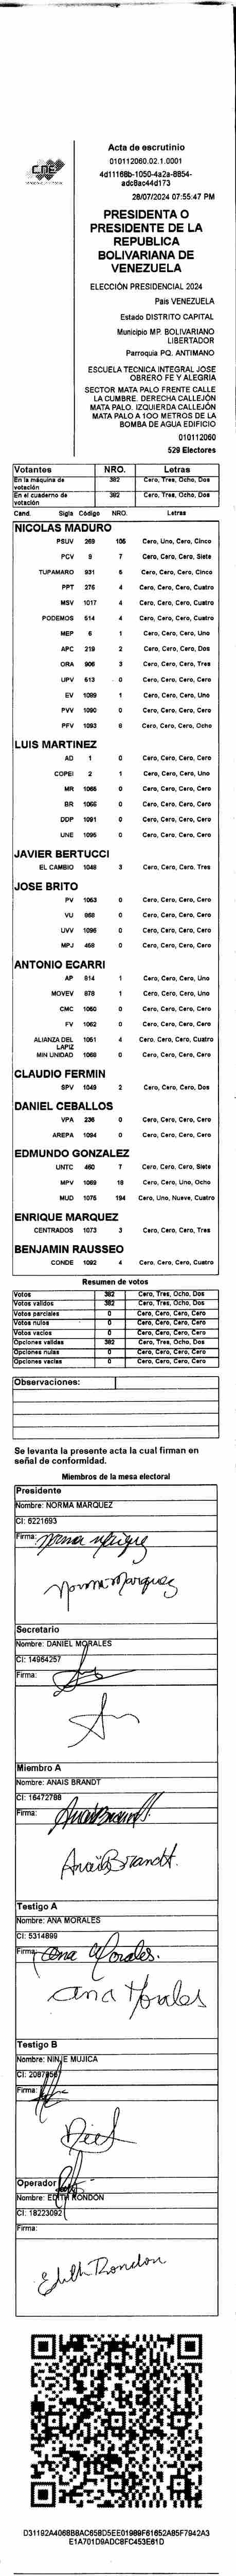 CNE
Acta de escrutinio
010112060.02.1.0001
4d11168b-1050-4a2a-8854-
adc8ac44d173
28/07/2024 07:55:47 PM
PRESIDENTA O
PRESIDENTE DE LA
REPUBLICA
BOLIVARIANA DE
VENEZUELA
ELECCIÓN PRESIDENCIAL 2024
País VENEZUELA
Estado DISTRITO CAPITAL
Municipio MP. BOLIVARIANO
LIBERTADOR
Parroquia PQ. ANTIMANO
ESCUELA TECNICA INTEGRAL JOSE
OBRERO FE Y ALEGRIA
SECTOR MATA PALO FRENTE CALLE
LA CUMBRE. DERECHA CALLEJÓN
MATA PALO. IZQUIERDA CALLEJÓN
MATA PALO A 100 METROS DE LA
BOMBA DE AGUA EDIFICIO
010112060
529 Electores
Votantes NRO. Letras
En la máquina de votación 382 Cero, Tres, Ocho, Dos
En el cuaderno de votación 382 Cero, Tres, Ocho, Dos
Cand. Sigla Código NRO. Letras
NICOLAS MADURO
PSUV 269 105 Cero, Uno, Cero, Cinco
PCV 9 7 Cero, Cero, Cero, Siete
TUPAMARO 931 5 Cero, Cero, Cero, Cinco
PPT 276 4 Cero, Cero, Cero, Cuatro
MSV 1017 4 Cero, Cero, Cero, Cuatro
PODEMOS 514 4 Cero, Cero, Cero, Cuatro
MEP 6 1 Cero, Cero, Cero, Uno
APC 219 2 Cero, Cero, Cero, Dos
ORA 906 3 Cero, Cero, Cero, Tres
UPV 613 0 Cero, Cero, Cero, Cero
EV 1089 1 Cero, Cero, Cero, Uno
PVV 1090 0 Cero, Cero, Cero, Cero
PFV 1093 8 Cero, Cero, Cero, Ocho
LUIS MARTINEZ
AD 1 0 Cero, Cero, Cero, Cero
COPEI 2 1 Cero, Cero, Cero, Uno
MR 1065 0 Cero, Cero, Cero, Cero
BR 1066 0 Cero, Cero, Cero, Cero
DDP 1091 0 Cero, Cero, Cero, Cero
UNE 1095 0 Cero, Cero, Cero, Cero
JAVIER BERTUCCI
EL CAMBIO 1048 3 Cero, Cero, Cero, Tres
JOSE BRITO
PV 1063 0 Cero, Cero, Cero, Cero
VU 968 0 Cero, Cero, Cero, Cero
UVV 1096 0 Cero, Cero, Cero, Cero
MPJ 468 0 Cero, Cero, Cero, Cero
ANTONIO ECARRI
AP 814 1 Cero, Cero, Cero, Uno
MOVEV 878 1 Cero, Cero, Cero, Uno
CMC 1060 0 Cero, Cero, Cero, Cero
FV 1062 0 Cero, Cero, Cero, Cero
ALIANZA DEL LAPIZ 1051 4 Cero, Cero, Cero, Cuatro
MIN UNIDAD 1068 0 Cero, Cero, Cero, Cero
CLAUDIO FERMIN
SPV 1049 2 Cero, Cero, Cero, Dos
DANIEL CEBALLOS
VPA 236 0 Cero, Cero, Cero, Cero
AREPA 1094 0 Cero, Cero, Cero, Cero
EDMUNDO GONZALEZ
UNTC 460 7 Cero, Cero, Cero, Siete
MPV 1069 18 Cero, Cero, Uno, Ocho
MUD 1076 194 Cero, Uno, Nueve, Cuatro
ENRIQUE MARQUEZ
CENTRADOS 1073 3 Cero, Cero, Cero, Tres
BENJAMIN RAUSSEO
CONDE 1092 4 Cero, Cero, Cero, Cuatro
Resumen de votos
Votos 382 Cero, Tres, Ocho, Dos
Votos validos 382 Cero, Tres, Ocho, Dos
Votos parciales 0 Cero, Cero, Cero, Cero
Votos nulos 0 Cero, Cero, Cero, Cero
Votos vacios 0 Cero, Cero, Cero, Cero
Opciones validas 382 Cero, Tres, Ocho, Dos
Opciones nulas 0 Cero, Cero, Cero, Cero
Opciones vacias 0 Cero, Cero, Cero, Cero
Observaciones:
Se levanta la presente acta la cual firman en
señal de conformidad.
Miembros de la mesa electoral
Presidente
Nombre: NORMA MARQUEZ
CI: 6221693
Firma: Norma Marquez
Norma Marquez
Secretario
Nombre: DANIEL MORALES
CI: 14964257
Firma:
Miembro A
Nombre: ANAIS BRANDT
CI: 16472788
Firma: Anais Brandt
Anaïs Brandt.
Testigo A
Nombre: ANA MORALES
CI: 5314899
Firma: Ana Morales.
Ana Morales
Testigo B
Nombre: NINJE MUJICA
Firma:
Operador
Nombre: EDITH RONDON
CI: 18223092
Firma:
Edith Rondon
D31192A4068B8AC858D5EE01989F61652A85F7942A3
E1A701D9ADC8FC453E61D